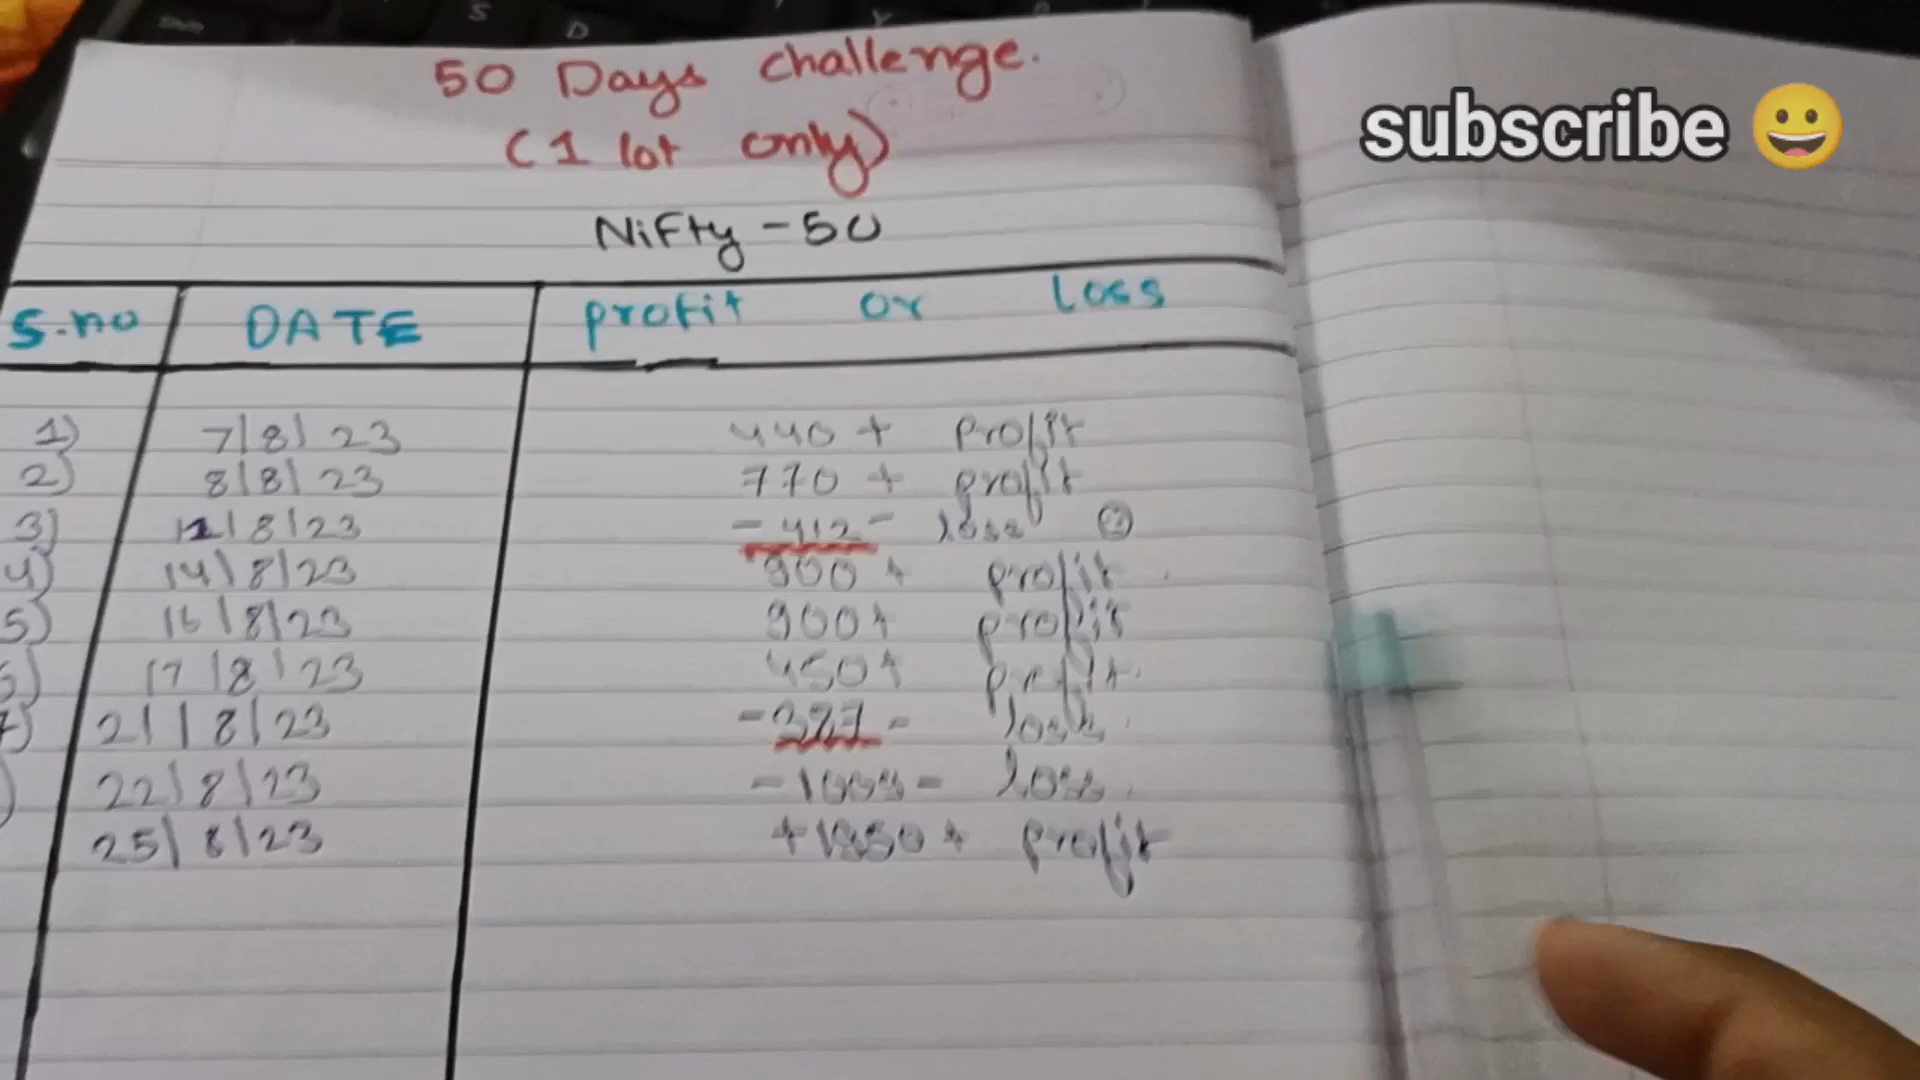 50 Days challenge.
(1 lot only)
subscribe 😀
Nifty - 50
S.no DATE profit or loss
1) 7/8/23 440 + profit
2) 8/8/23 770 + profit
3) 11/8/23 - 412 - loss ☹
4) 14/8/23 900 + profit
5) 16/8/23 900 + profit
17/8/23 450 + profit
21/8/23 - - loss
22/8/23 - - loss
25/8/23 + + profit